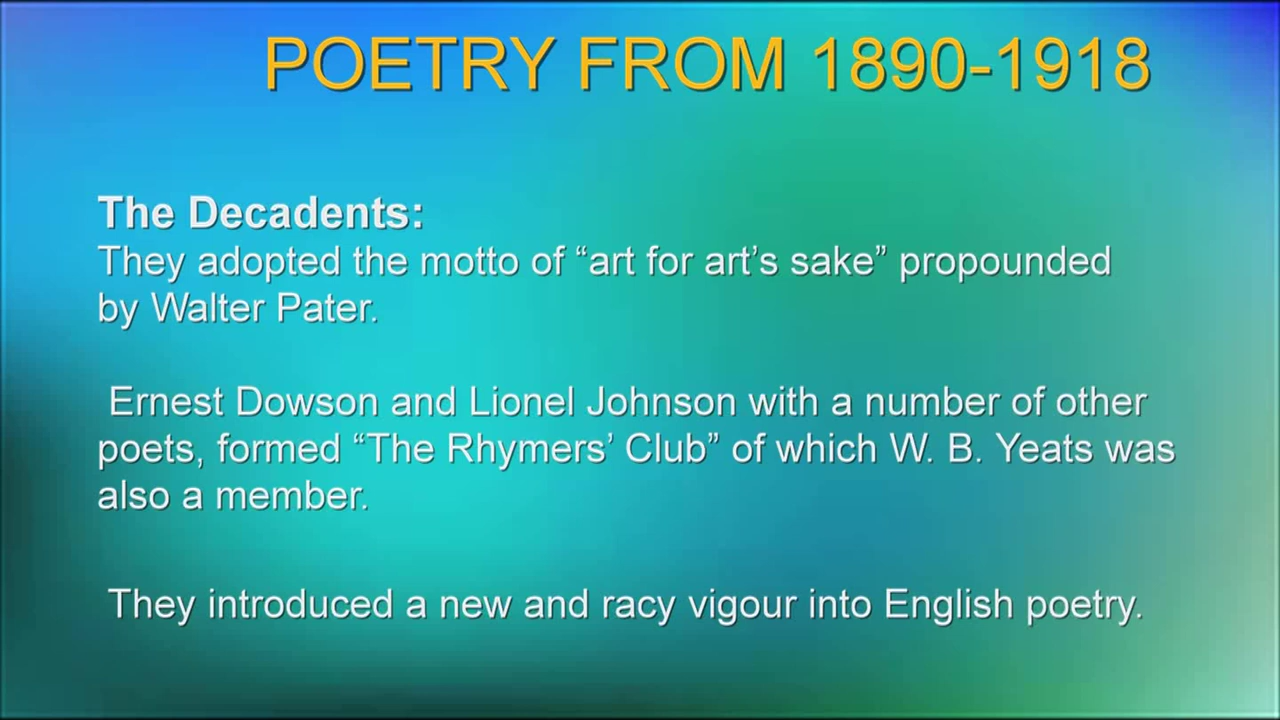 POETRY FROM 1890-1918
The Decadents:
They adopted the motto of “art for art’s sake” propounded
by Walter Pater.
Ernest Dowson and Lionel Johnson with a number of other
poets, formed “The Rhymers’ Club” of which W. B. Yeats was
also a member.
They introduced a new and racy vigour into English poetry.